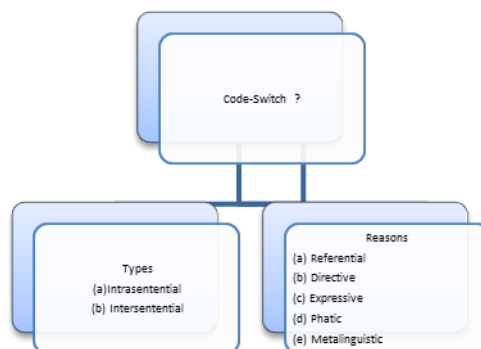 Code-Switch ?
Types
(a)Intrasentential
(b) Intersentential
Reasons
(a) Referential
(b) Directive
(c) Expressive
(d) Phatic
(e) Metalinguistic